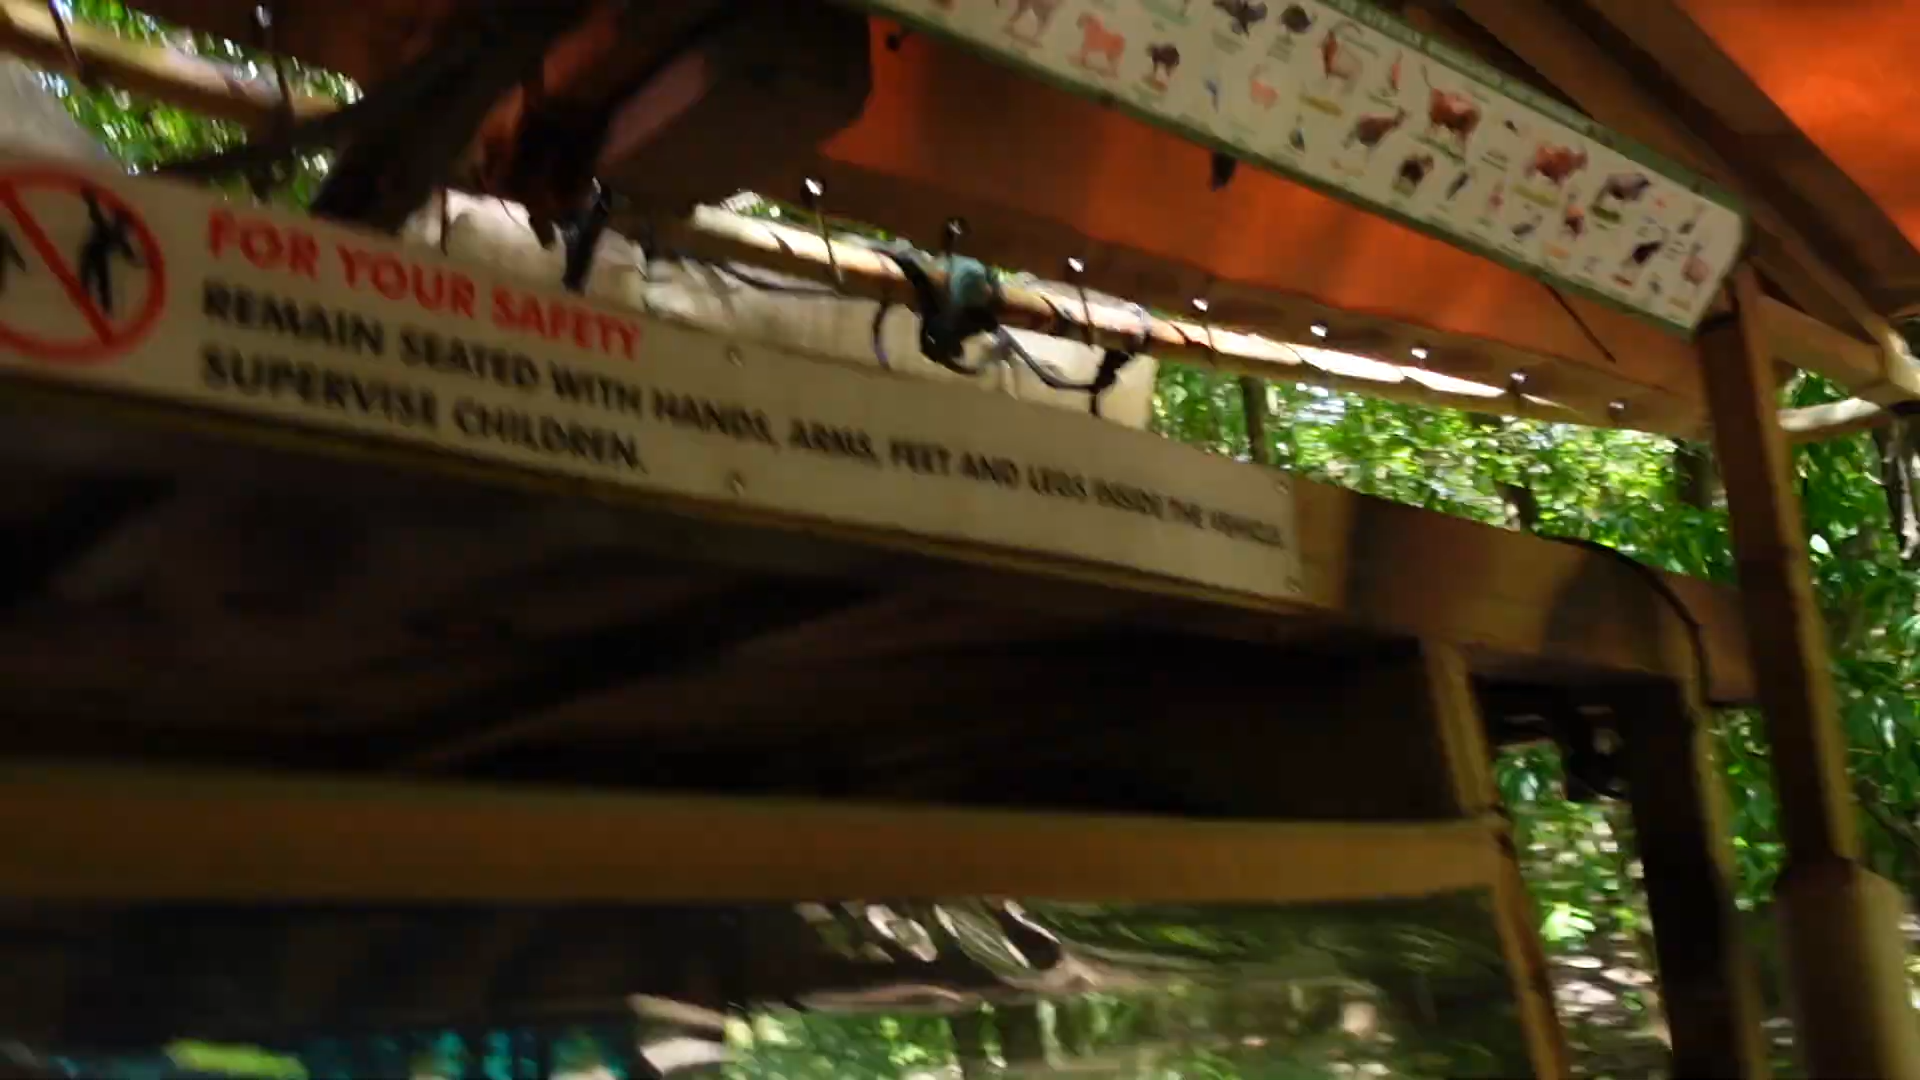 FOR YOUR SAFETY
REMAIN SEATED WITH HANDS, ARMS, FEET AND LEGS INSIDE THE VEHICLE.
SUPERVISE CHILDREN.